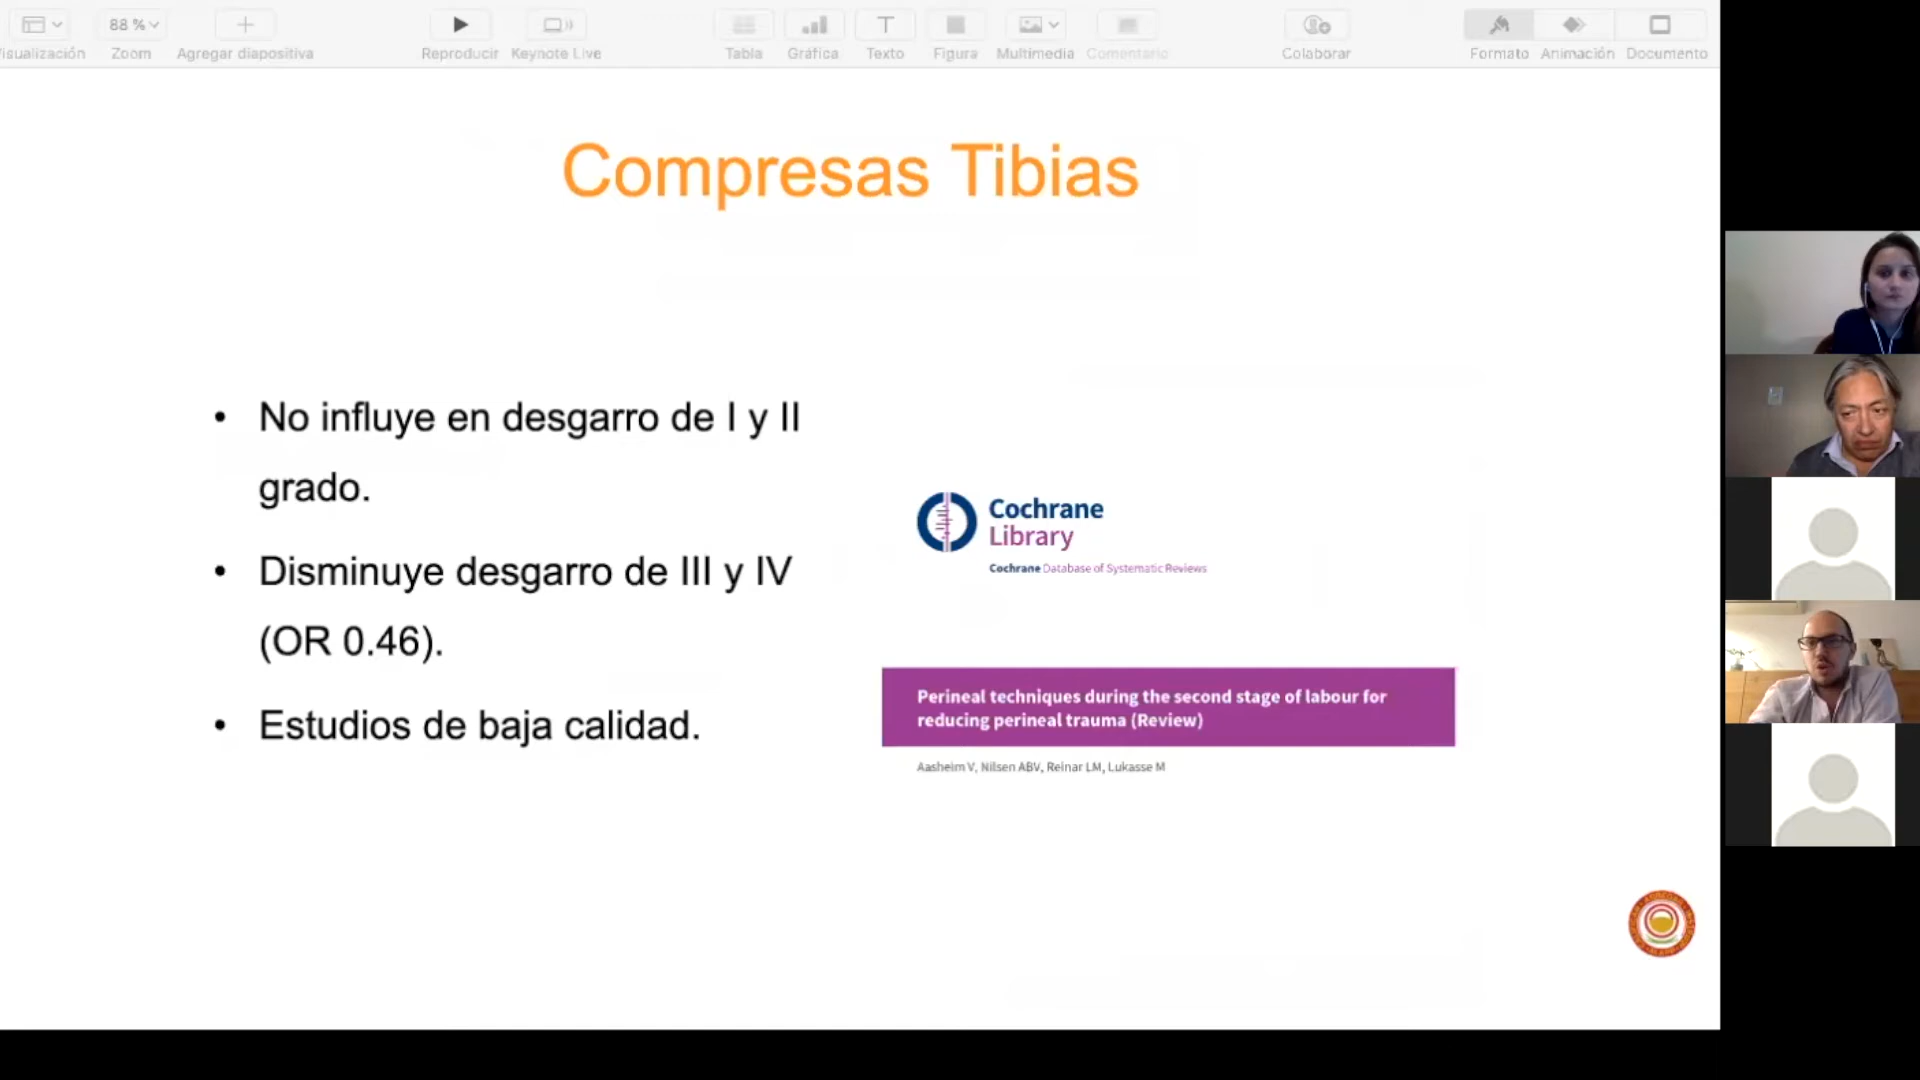 88 %
isualización
Zoom
Agregar diapositiva
Reproducir
Keynote Live
Tabla
Gráfica
Texto
Figura
Multimedia
Comentario
Colaborar
Formato
Animación
Documento
Compresas Tibias
• No influye en desgarro de I y II
grado.
• Disminuye desgarro de III y IV
(OR 0.46).
• Estudios de baja calidad.
Cochrane
Library
Cochrane Database of Systematic Reviews
Perineal techniques during the second stage of labour for
reducing perineal trauma (Review)
Aasheim V, Nilsen ABV, Reinar LM, Lukasse M